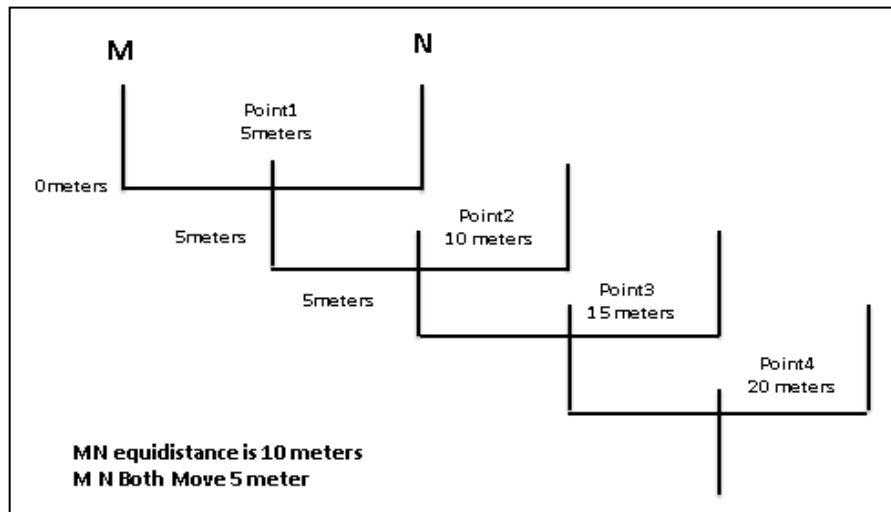 M
N
Point1
5meters
0meters
5meters
Point2
10 meters
5meters
Point3
15 meters
Point4
20 meters
MN equidistance is 10 meters
M N Both Move 5 meter